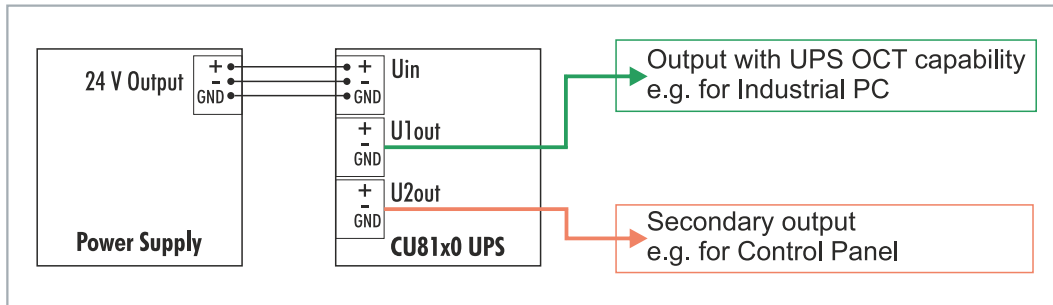 24 V Output
+
-
GND
Power Supply
+
-
GND
Uin
+
-
GND
U1out
+
-
GND
U2out
CU81x0 UPS
Output with UPS OCT capability
e.g. for Industrial PC
Secondary output
e.g. for Control Panel